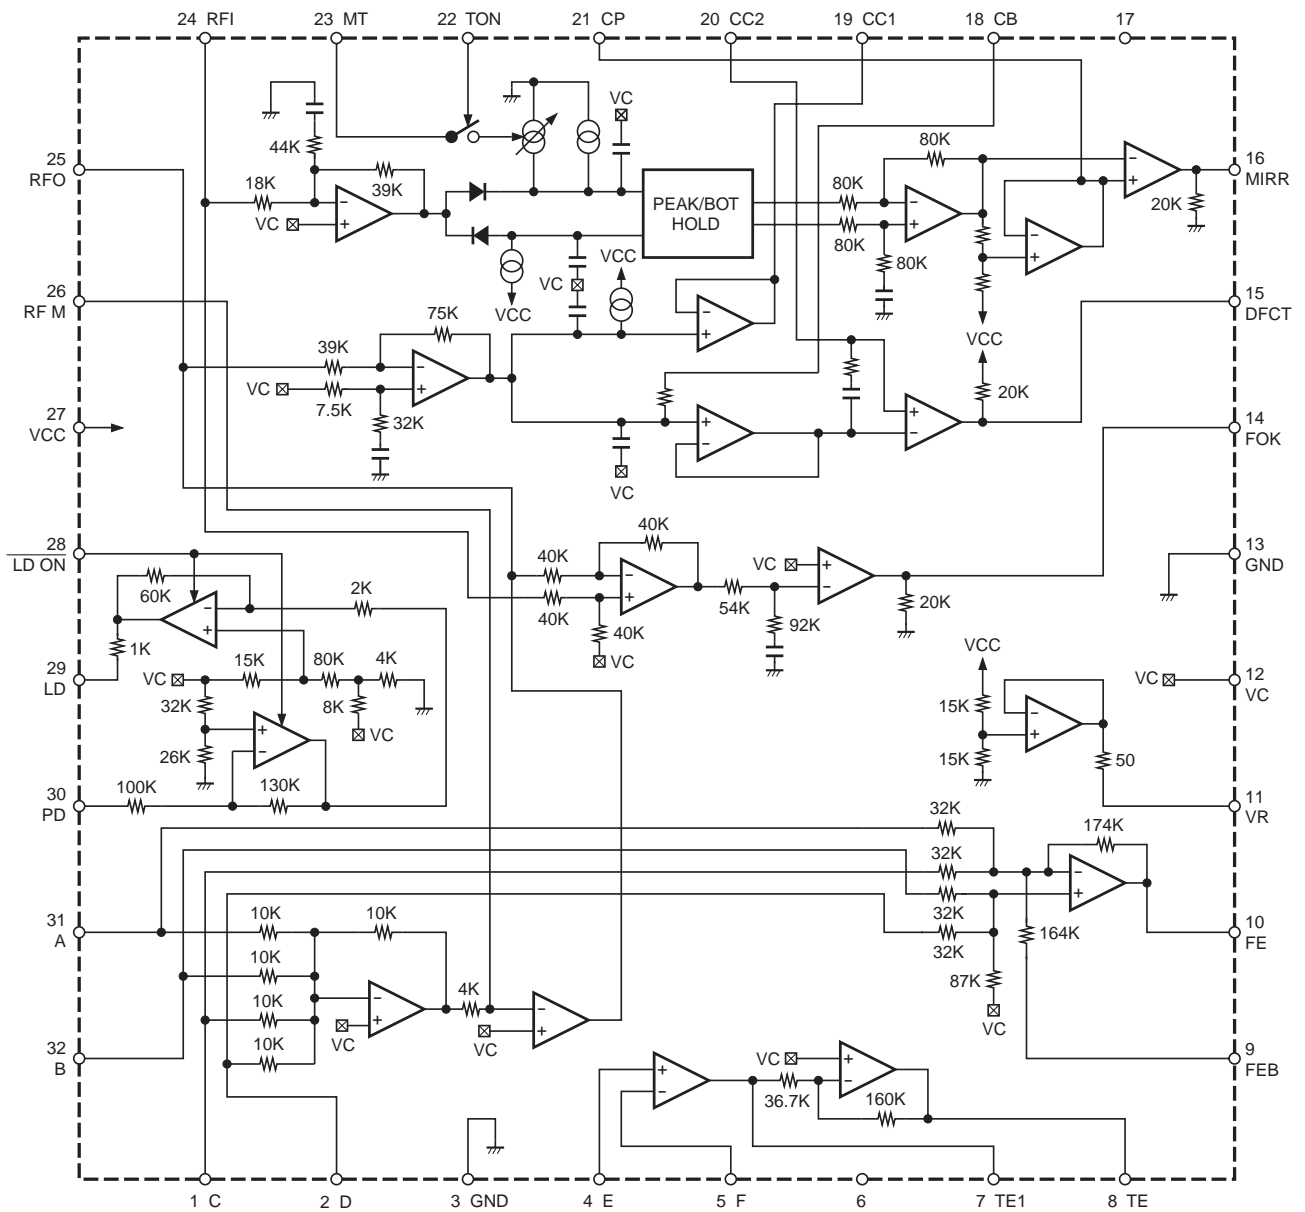 24 RFI
23 MT
22 TON
21 CP
20 CC2
19 CC1
18 CB
17
VC
44K
80K
25
RFO
18K
39K
80K
16
MIRR
PEAK/BOT
HOLD
20K
VC
80K
80K
VCC
VC
26
RF M
VCC
15
DFCT
75K
VCC
39K
VC
7.5K
20K
27
VCC
32K
14
FOK
VC
40K
28
LD ON
40K
VC
13
GND
60K
2K
54K
20K
40K
40K
92K
1K
15K
80K
4K
VCC
29
LD
VC
VC
VC
12
VC
32K
8K
15K
VC
26K
15K
50
100K
130K
30
PD
32K
11
VR
174K
32K
31
A
10K
10K
32K
10
FE
164K
32K
10K
87K
4K
10K
VC
VC
VC
32
B
10K
VC
9
FEB
36.7K
160K
1 C
2 D
3 GND
4 E
5 F
6
7 TE1
8 TE